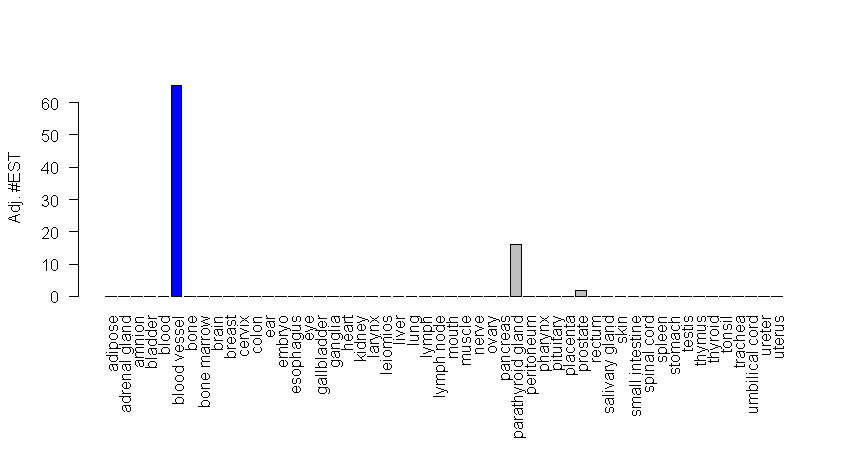 Adj. #EST
60
50
40
30
20
10
0
adipose
adrenal gland
amnion
bladder
blood
blood vessel
bone
bone marrow
brain
breast
cervix
colon
ear
embryo
esophagus
eye
gallbladder
ganglia
heart
kidney
larynx
leiomios
liver
lung
lymph
lymph node
mouth
muscle
nerve
ovary
pancreas
parathyroid gland
peritoneum
pharynx
pituitary
placenta
prostate
rectum
salivary gland
skin
small intestine
spinal cord
spleen
stomach
testis
thymus
thyroid
tonsil
trachea
umbilical cord
ureter
uterus